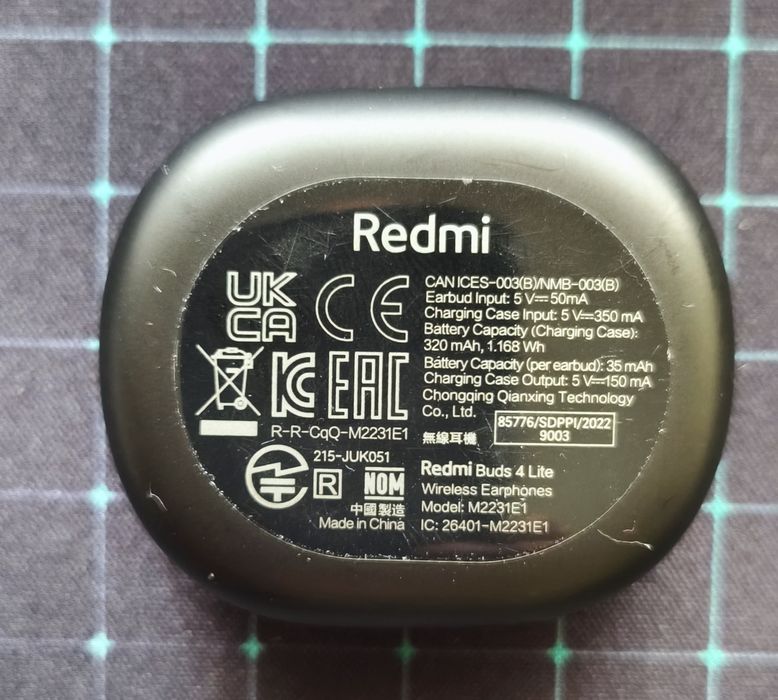 Redmi
UK
CA
CE
CAN ICES-003(B)/NMB-003(B)
Earbud Input: 5 V⎓50mA
Charging Case Input: 5 V⎓350 mA
Battery Capacity (Charging Case):
320 mAh, 1.168 Wh
Battery Capacity (per earbud): 35 mAh
Charging Case Output: 5 V⎓150 mA
Chongqing Qianxing Technology
Co., Ltd.
KC EAC
R-R-CqQ-M2231E1
無線耳機
85776/SDPPI/2022
9003
215-JUK051
R
NOM
中國製造
Made in China
Redmi Buds 4 Lite
Wireless Earphones
Model: M2231E1
IC: 26401-M2231E1